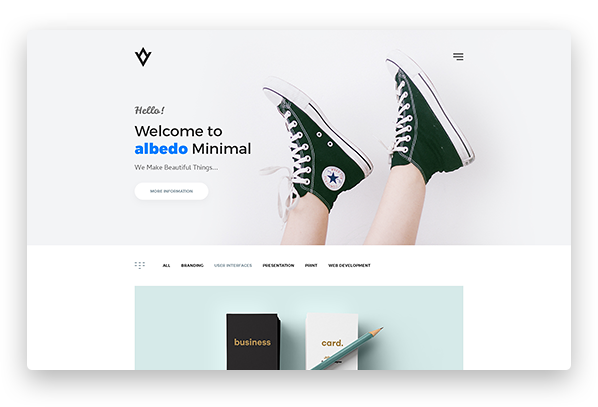 Hello!
Welcome to
albedo Minimal
We Make Beautiful Things...
MORE INFORMATION
ALL BRANDING USER INTERFACES PRESENTATION PRINT WEB DEVELOPMENT
business card.